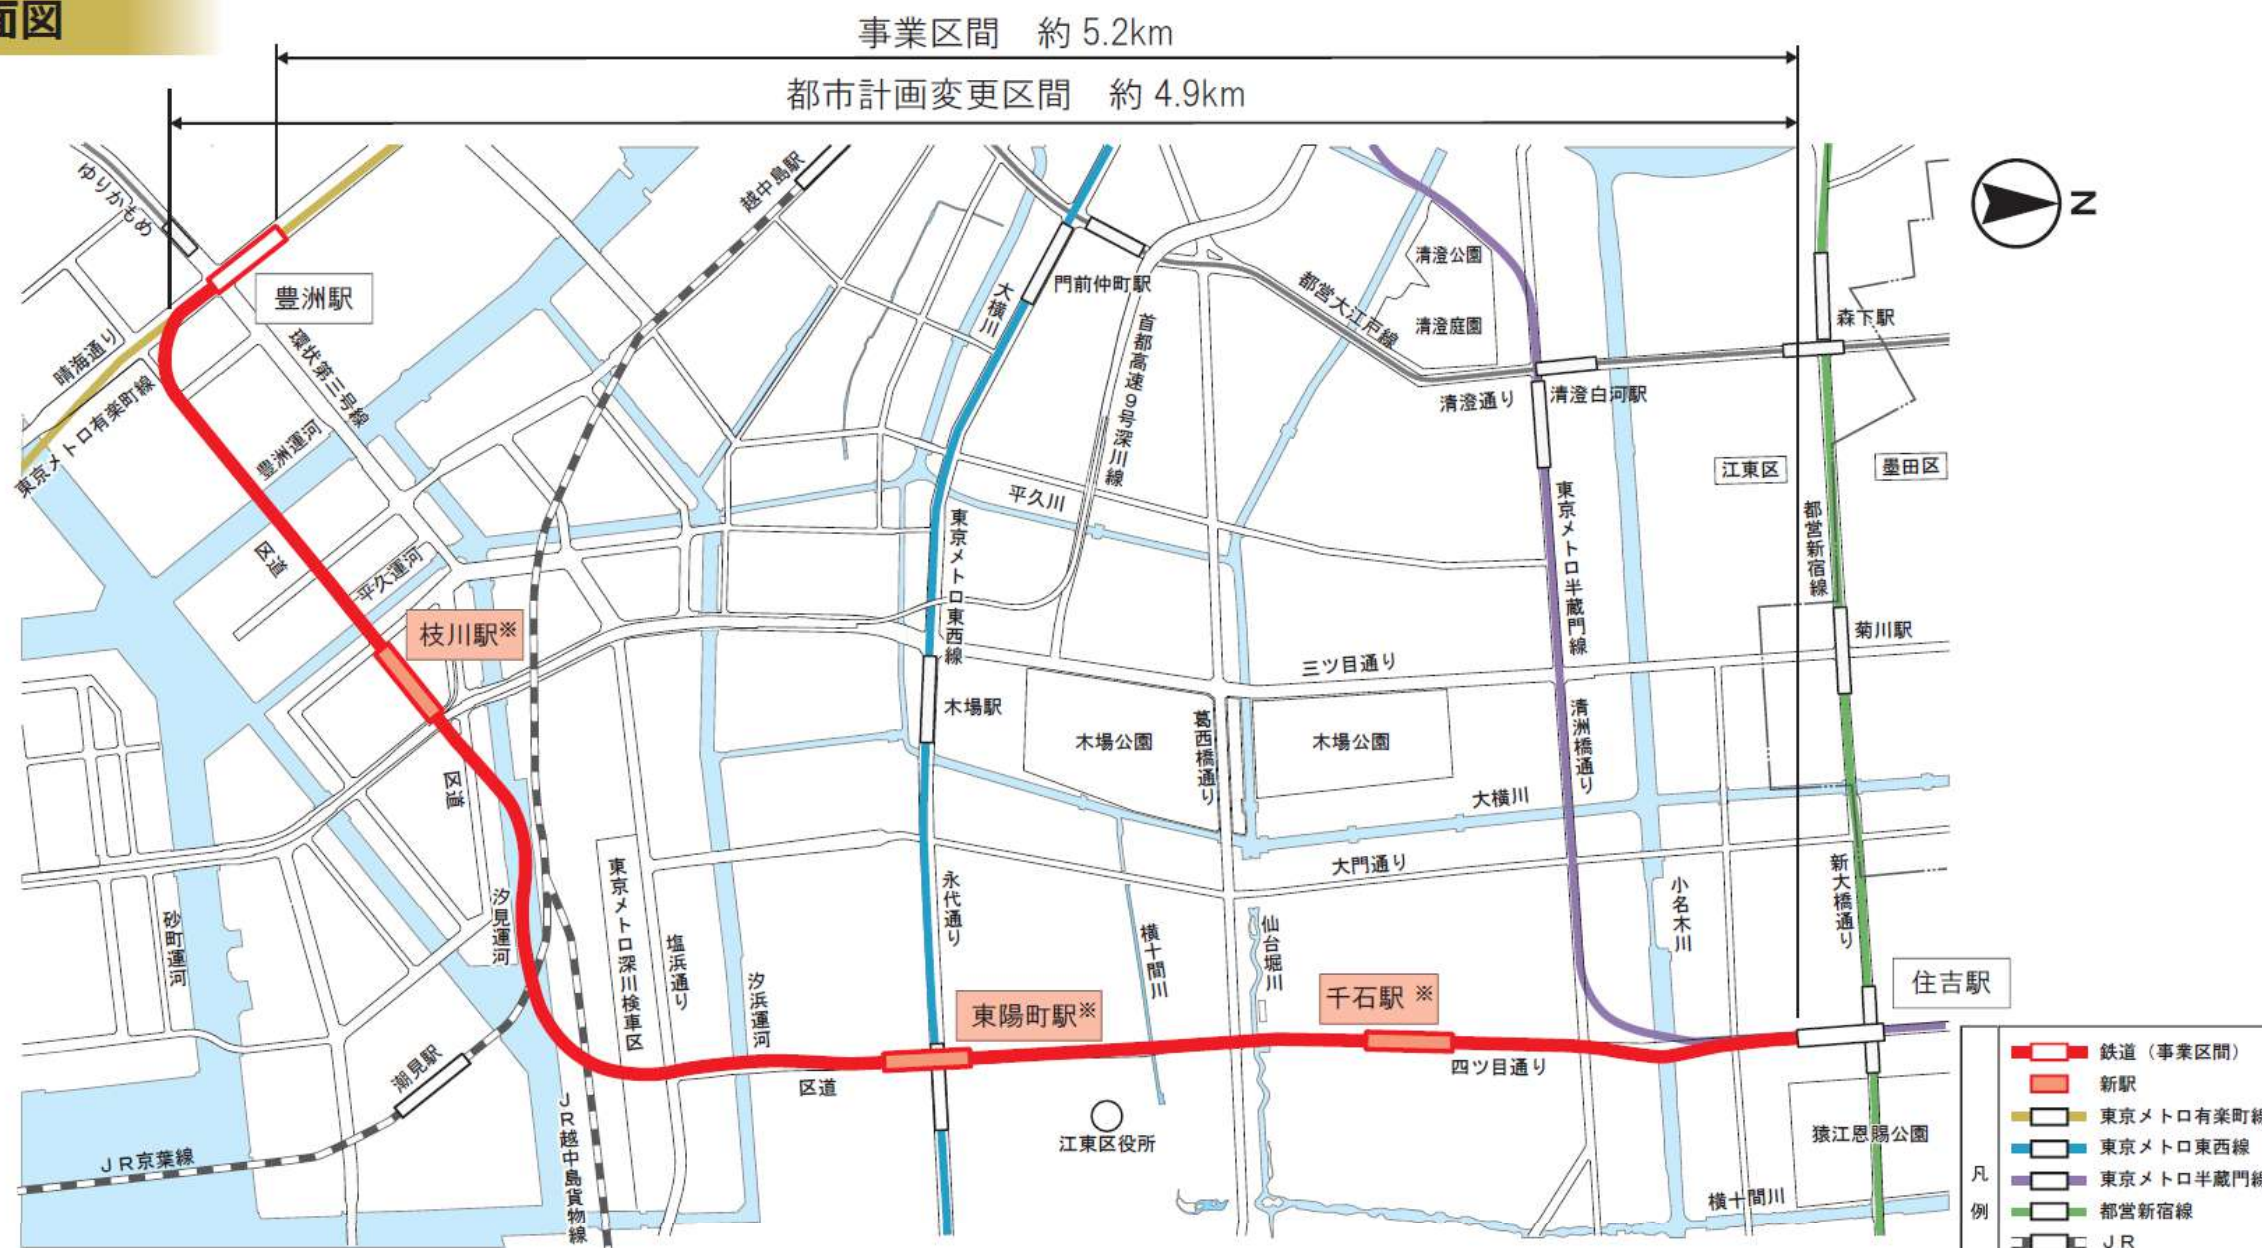 面図
事業区間 約 5.2km
都市計画変更区間 約 4.9km
N
ゆりかもめ
越中島駅
豊洲駅
晴海通り
東京メトロ有楽町線
環状第三号線
豊洲運河
区道
平久運河
枝川駅※
区道
大横川
門前仲町駅
首都高速9号深川線
都営大江戸線
清澄公園
清澄庭園
清澄通り
清澄白河駅
森下駅
江東区
墨田区
平久川
東京メトロ東西線
東京メトロ半蔵門線
都営新宿線
三ツ目通り
菊川駅
木場駅
木場公園
葛西橋通り
木場公園
清洲橋通り
大横川
大門通り
砂町運河
汐見運河
東京メトロ深川検車区
塩浜通り
汐浜運河
永代通り
横十間川
仙台堀川
小名木川
新大橋通り
住吉駅
東陽町駅※
千石駅 ※
潮見駅
区道
四ツ目通り
江東区役所
JR京葉線
JR越中島貨物線
猿江恩賜公園
横十間川
凡例
鉄道（事業区間）
新駅
東京メトロ有楽町線
東京メトロ東西線
東京メトロ半蔵門線
都営新宿線
JR